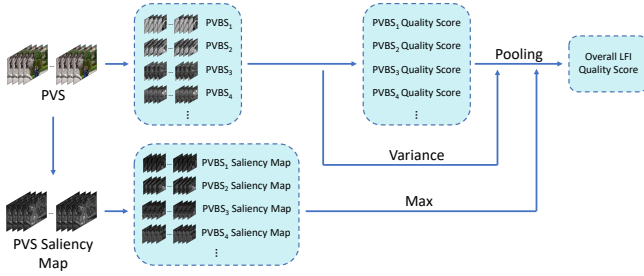 PVS
PVBS₁
PVBS₂
PVBS₃
PVBS₄
⋮
PVBS₁ Quality Score
PVBS₂ Quality Score
PVBS₃ Quality Score
PVBS₄ Quality Score
⋮
Pooling
Overall LFI
Quality Score
Variance
PVS Saliency
Map
PVBS₁ Saliency Map
PVBS₂ Saliency Map
PVBS₃ Saliency Map
PVBS₄ Saliency Map
⋮
Max